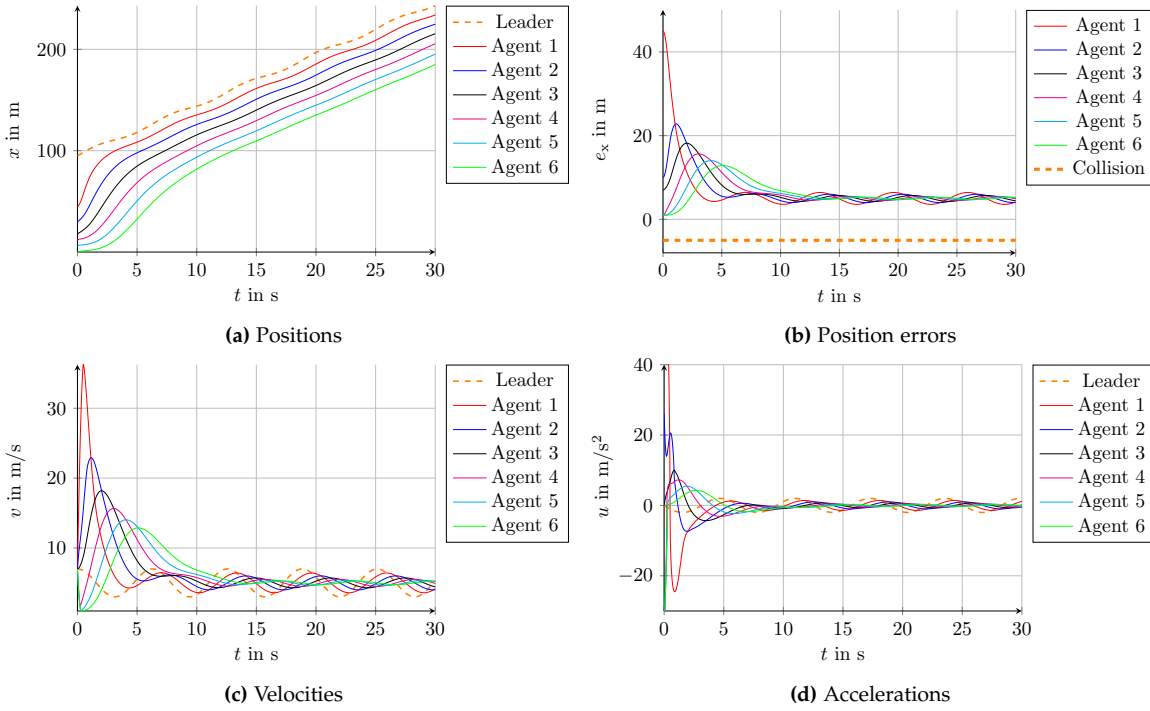 200
100
x in m
0 5 10 15 20 25 30
t in s
Leader
Agent 1
Agent 2
Agent 3
Agent 4
Agent 5
Agent 6
(a) Positions
60
40
20
0
eₓ in m
0 5 10 15 20 25 30
t in s
Agent 1
Agent 2
Agent 3
Agent 4
Agent 5
Agent 6
Collision
(b) Position errors
30
20
10
v in m/s
0 5 10 15 20 25 30
t in s
Leader
Agent 1
Agent 2
Agent 3
Agent 4
Agent 5
Agent 6
(c) Velocities
40
20
0
−20
u in m/s²
0 5 10 15 20 25 30
t in s
Leader
Agent 1
Agent 2
Agent 3
Agent 4
Agent 5
Agent 6
(d) Accelerations